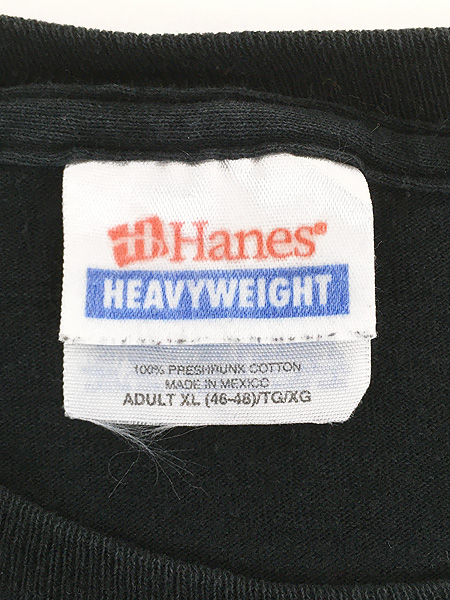 Hanes®
HEAVYWEIGHT
100% PRESHRUNK COTTON
MADE IN MEXICO
ADULT XL (46-48)/TG/XG